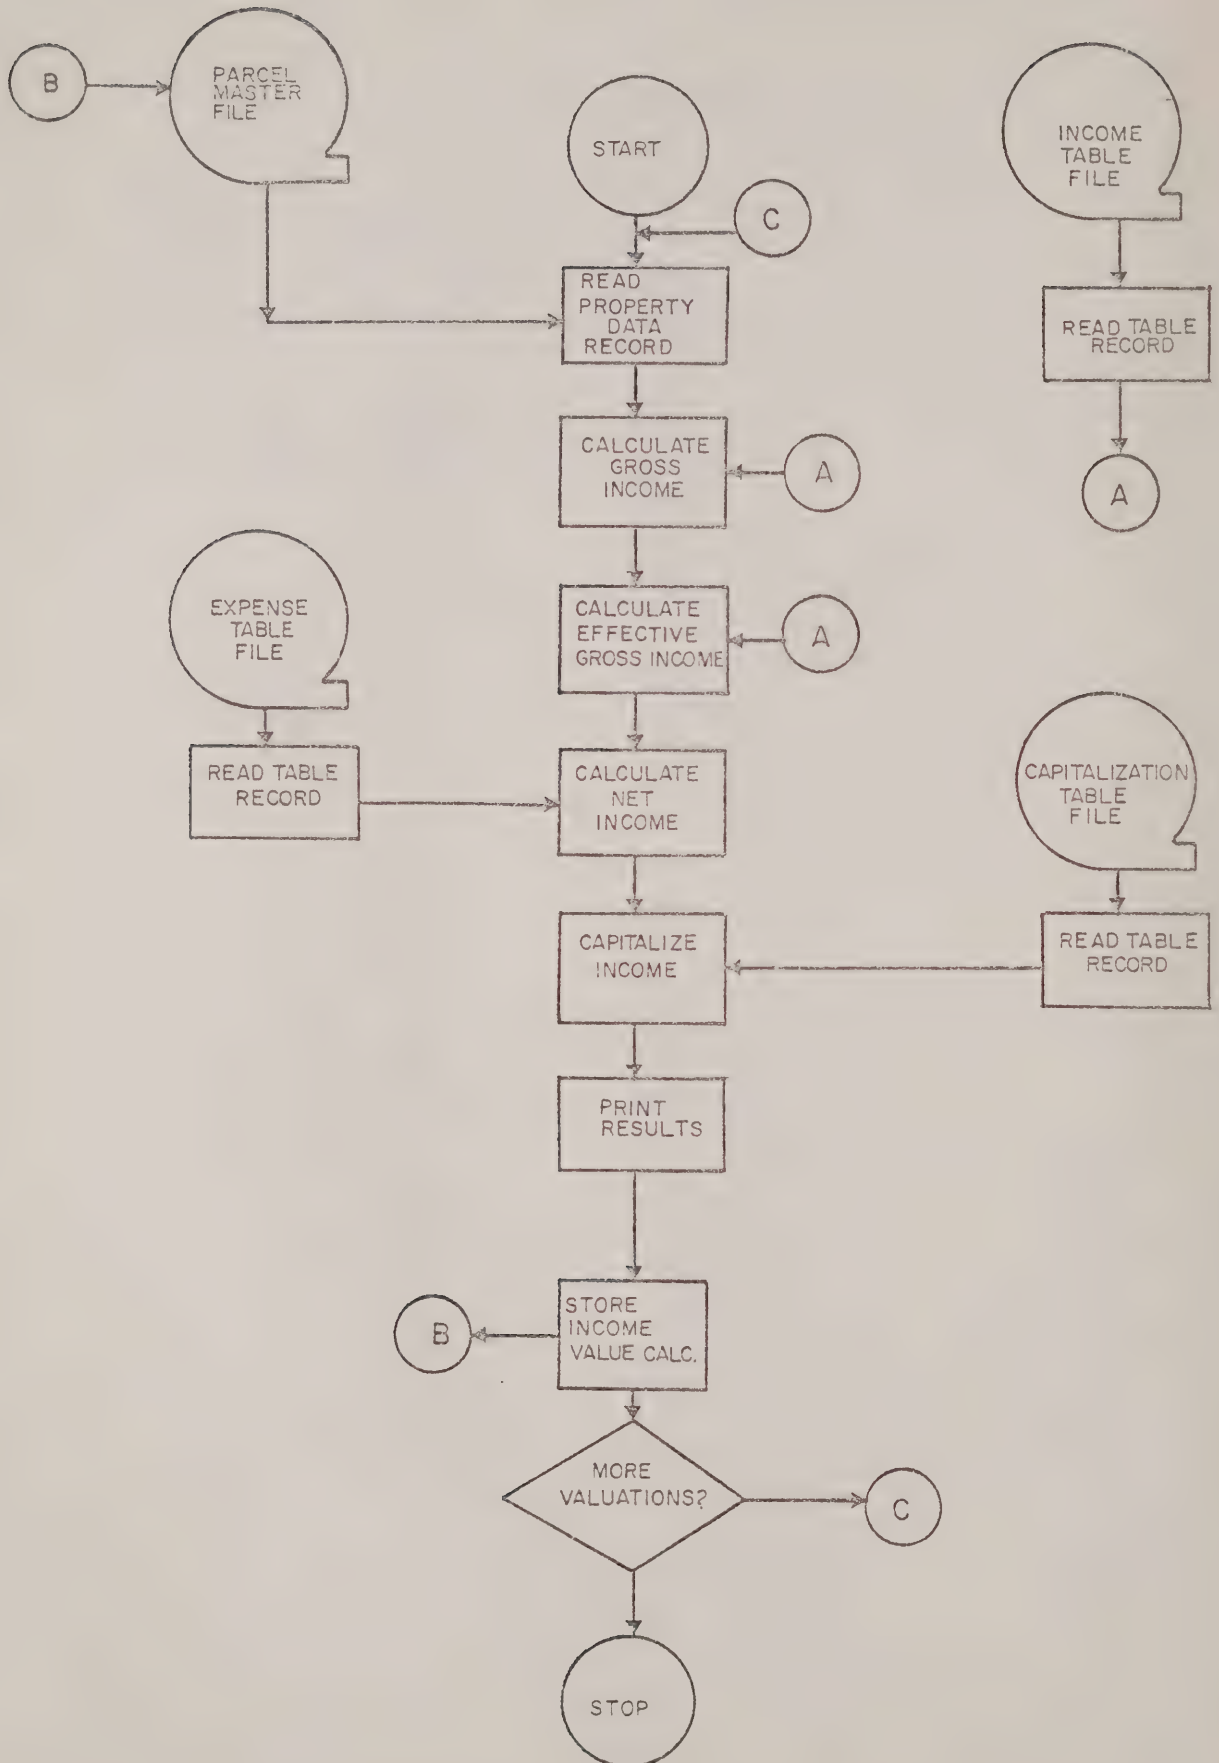 B
PARCEL
MASTER
FILE
START
INCOME
TABLE
FILE
C
READ
PROPERTY
DATA
RECORD
READ TABLE
RECORD
CALCULATE
GROSS
INCOME
A
A
EXPENSE
TABLE
FILE
CALCULATE
EFFECTIVE
GROSS INCOME
A
READ TABLE
RECORD
CALCULATE
NET
INCOME
CAPITALIZATION
TABLE
FILE
CAPITALIZE
INCOME
READ TABLE
RECORD
PRINT
RESULTS
STORE
INCOME
VALUE CALC.
B
MORE
VALUATIONS?
C
STOP